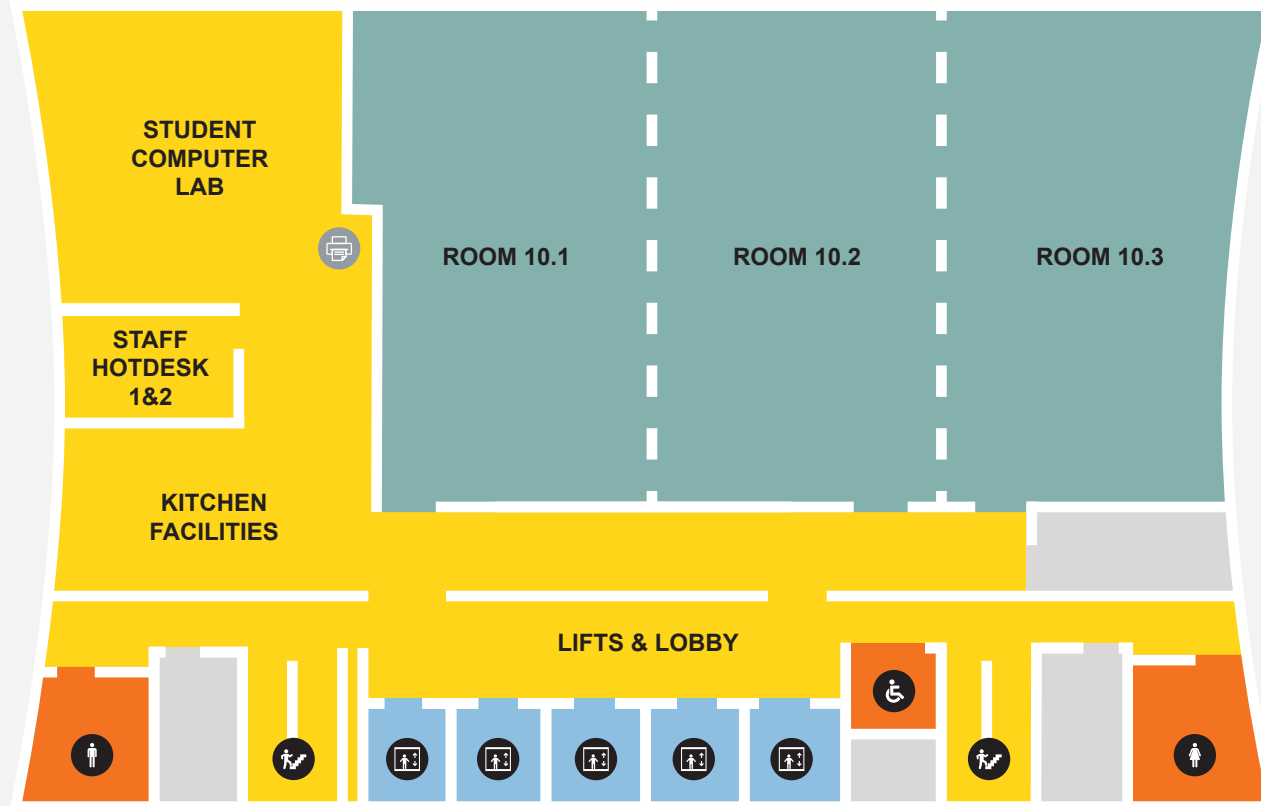 STUDENT
COMPUTER
LAB
ROOM 10.1
ROOM 10.2
ROOM 10.3
STAFF
HOTDESK
1&2
KITCHEN
FACILITIES
LIFTS & LOBBY